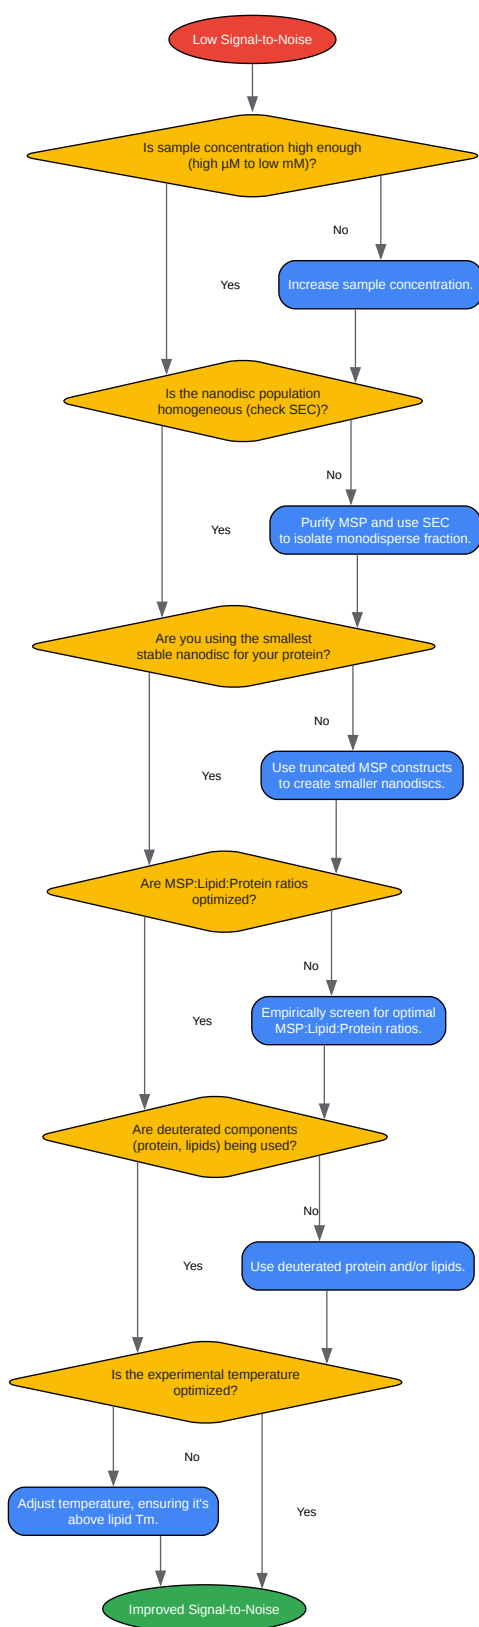 Low Signal-to-Noise
Is sample concentration high enough
(high µM to low mM)?
No
Yes
Increase sample concentration.
Is the nanodisc population
homogeneous (check SEC)?
No
Yes
Purify MSP and use SEC
to isolate monodisperse fraction.
Are you using the smallest
stable nanodisc for your protein?
No
Yes
Use truncated MSP constructs
to create smaller nanodiscs.
Are MSP:Lipid:Protein ratios
optimized?
No
Yes
Empirically screen for optimal
MSP:Lipid:Protein ratios.
Are deuterated components
(protein, lipids) being used?
No
Yes
Use deuterated protein and/or lipids.
Is the experimental temperature
optimized?
No
Yes
Adjust temperature, ensuring it's
above lipid Tm.
Improved Signal-to-Noise